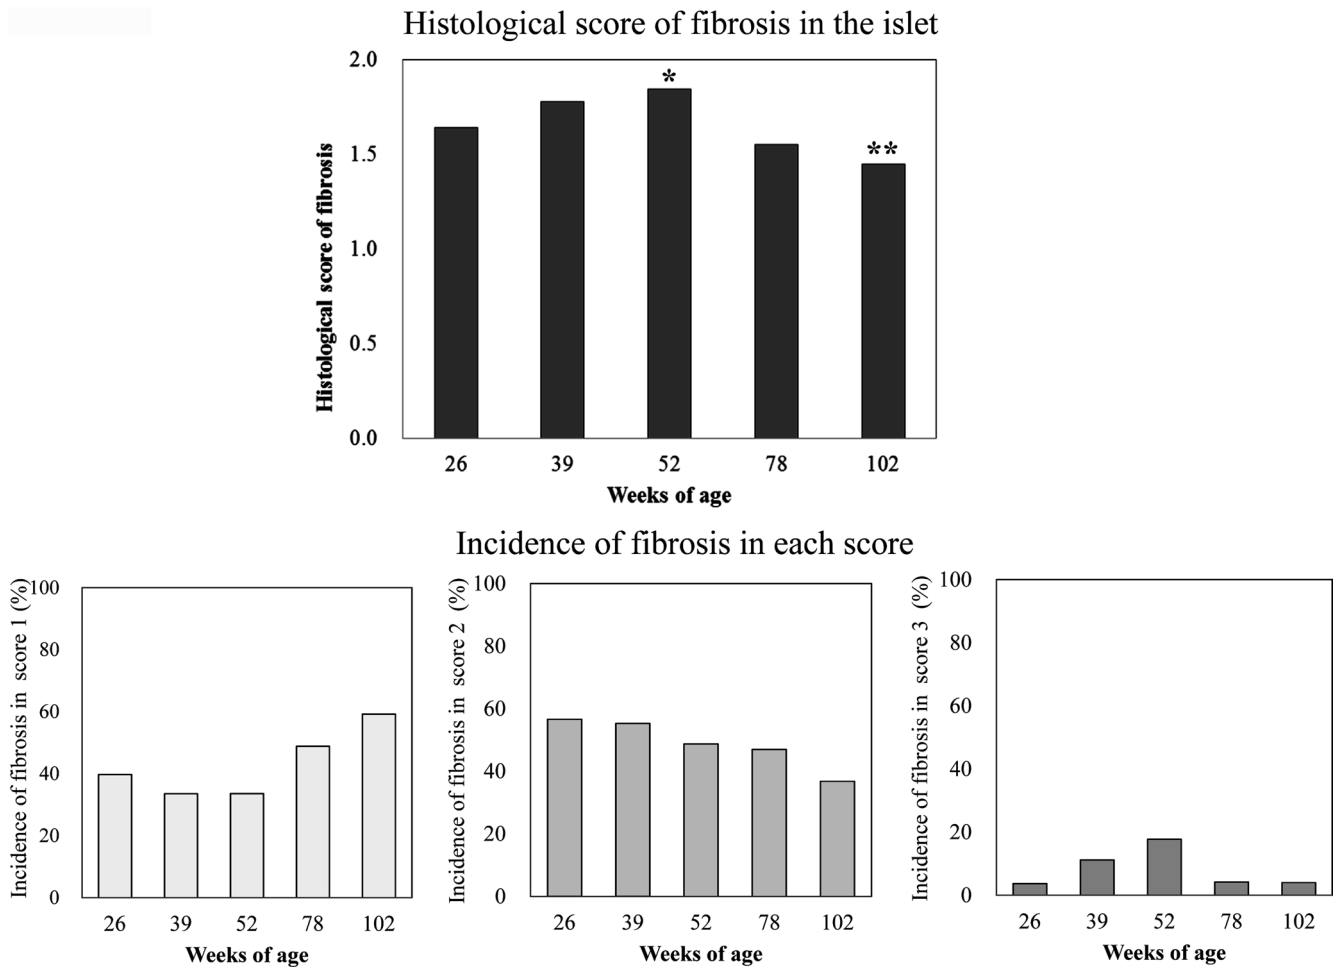 Histological score of fibrosis in the islet
Histological score of fibrosis
2.0
1.5
1.0
0.5
0.0
*
**
26 39 52 78 102
Weeks of age
Incidence of fibrosis in each score
Incidence of fibrosis in score 1 (%)
100
80
60
40
20
0
26 39 52 78 102
Weeks of age
Incidence of fibrosis in score 2 (%)
100
80
60
40
20
0
26 39 52 78 102
Weeks of age
Incidence of fibrosis in score 3 (%)
100
80
60
40
20
0
26 39 52 78 102
Weeks of age